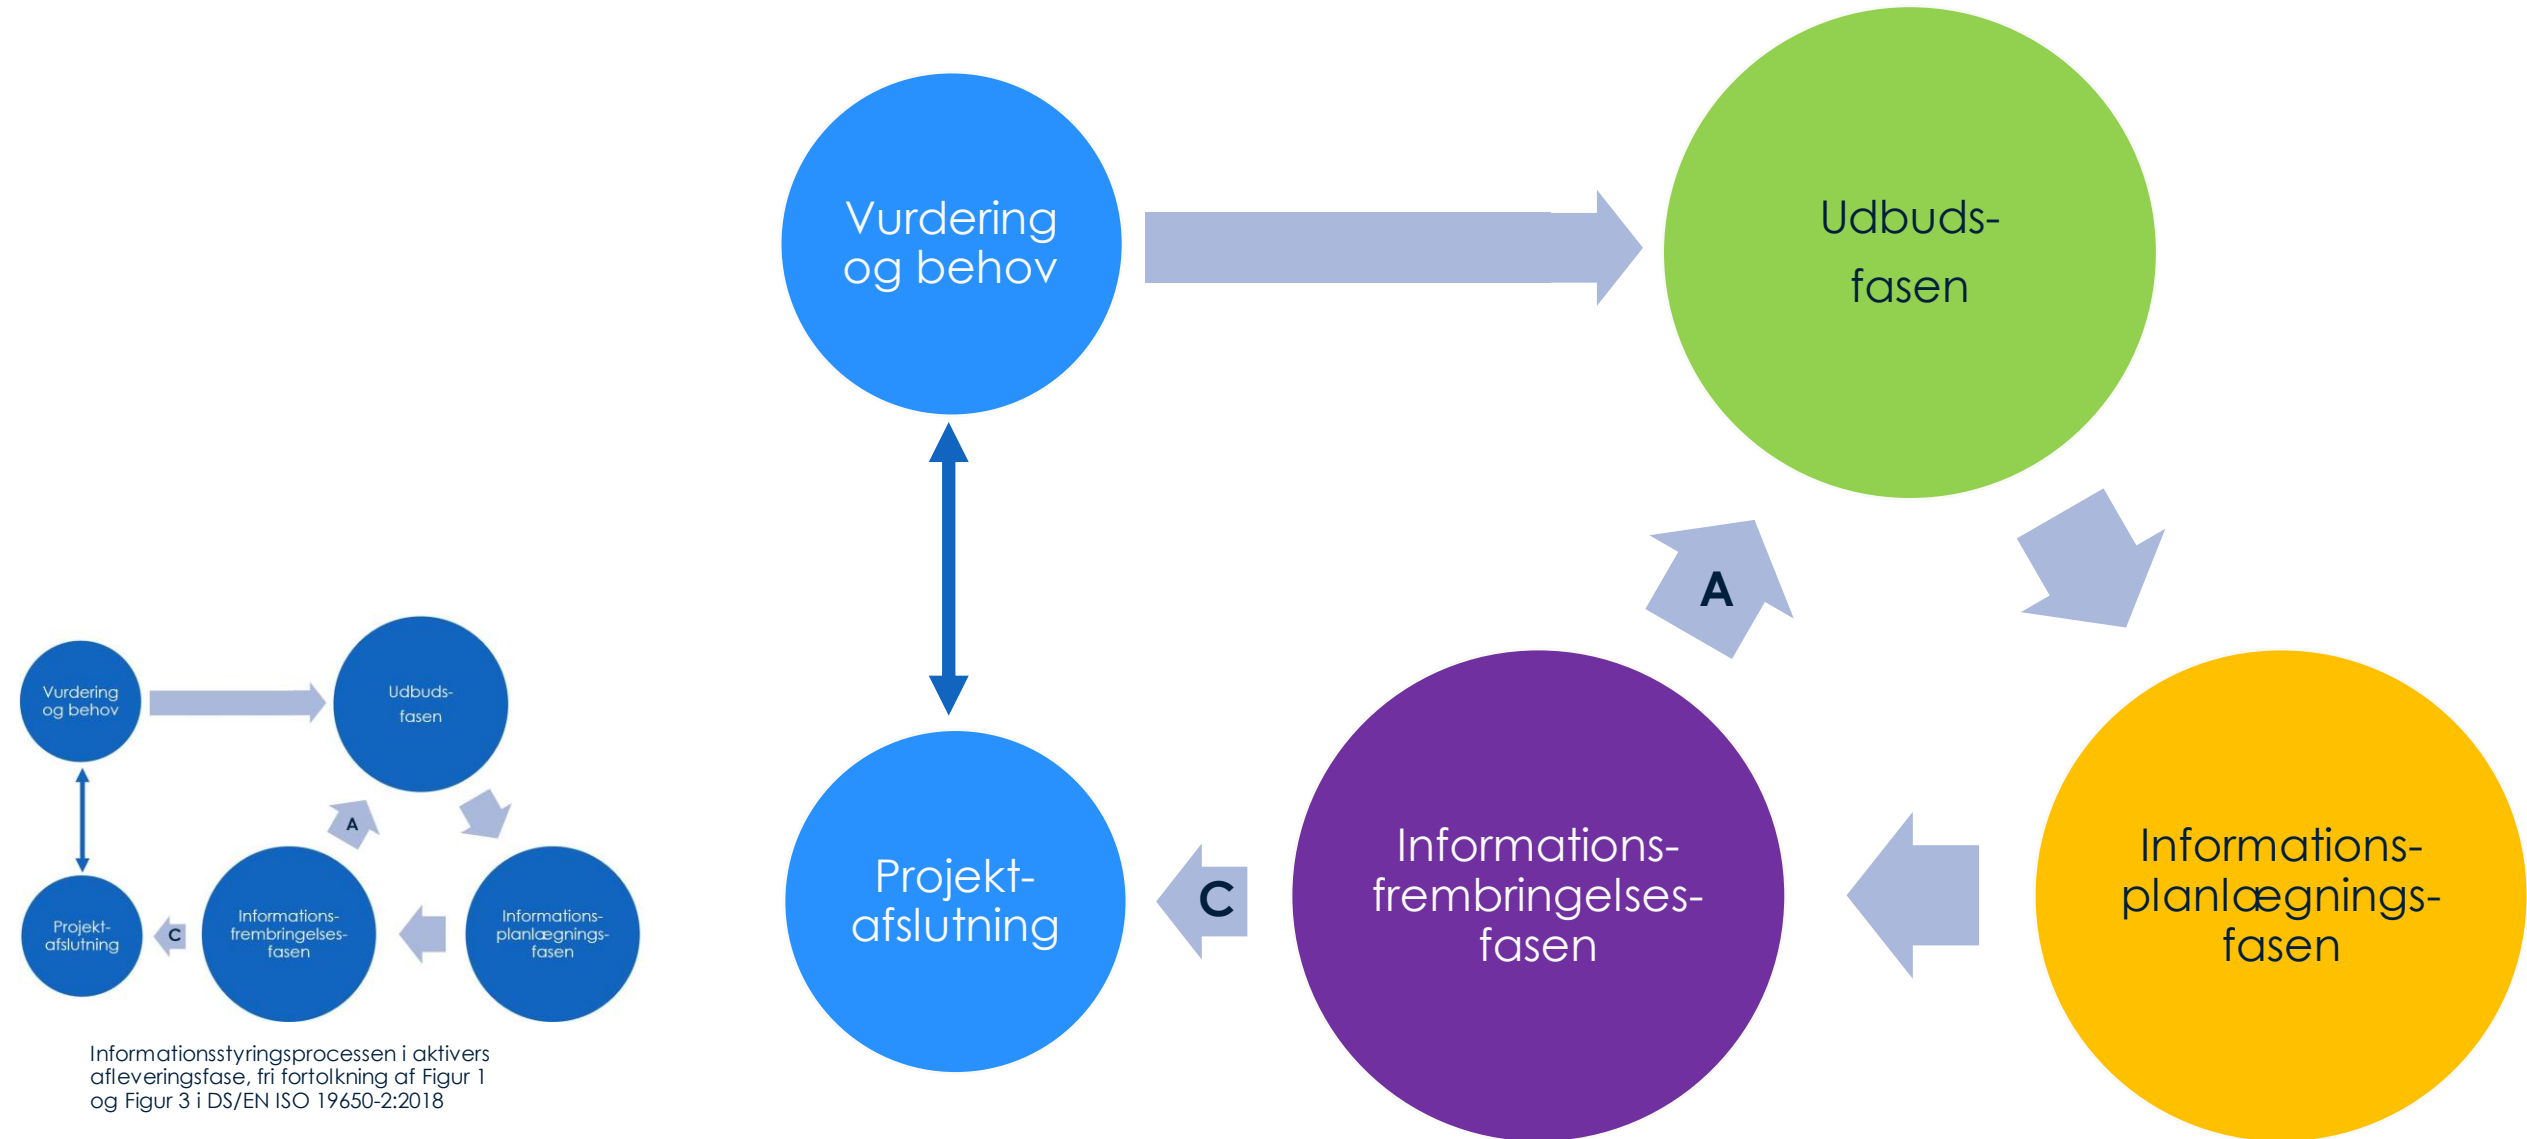 Vurdering
og behov
Udbuds-
fasen
A
Informations-
planlægnings-
fasen
Informations-
frembringelses-
fasen
C
Projekt-
afslutning
Vurdering
og behov
Udbuds-
fasen
A
Informations-
planlægnings-
fasen
Informations-
frembringelses-
fasen
C
Projekt-
afslutning
Informationsstyringsprocessen i aktivers
afleveringsfase, fri fortolkning af Figur 1
og Figur 3 i DS/EN ISO 19650-2:2018